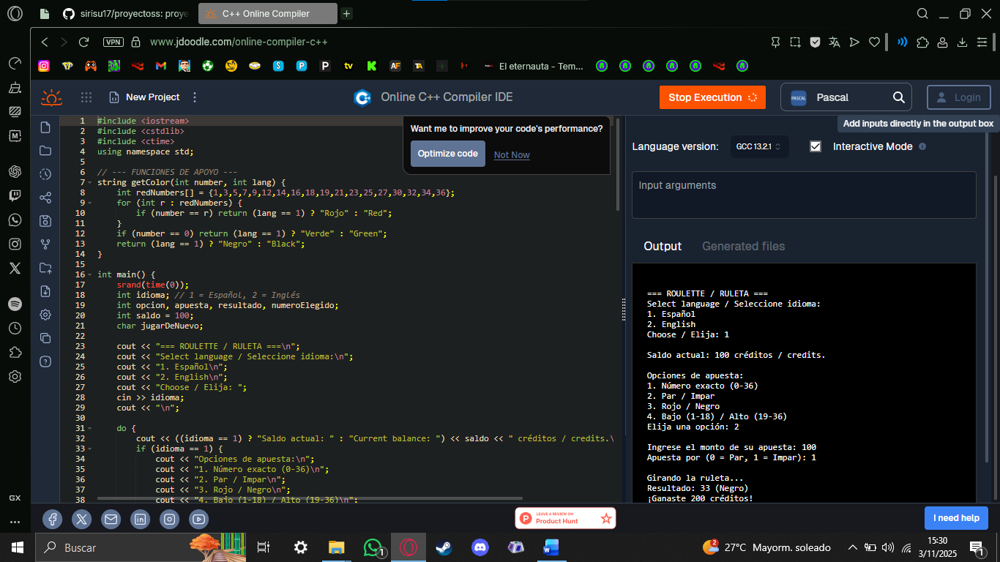 sirisu17/proyectoss: proye
C++ Online Compiler
VPN
www.jdoodle.com/online-compiler-c++
El eternauta - Tem...
New Project
Online C++ Compiler IDE
Stop Execution
PASCAL
Pascal
Login
Add inputs directly in the output box
1 #include <iostream>
2 #include <cstdlib>
3 #include <ctime>
4 using namespace std;
5
6 // --- FUNCIONES DE APOYO ---
7 string getColor(int number, int lang) {
8 int redNumbers[] = {1,3,5,7,9,12,14,16,18,19,21,23,25,27,30,32,34,36};
9 for (int r : redNumbers) {
10 if (number == r) return (lang == 1) ? "Rojo" : "Red";
11 }
12 if (number == 0) return (lang == 1) ? "Verde" : "Green";
13 return (lang == 1) ? "Negro" : "Black";
14 }
15
16 int main() {
17 srand(time(0));
18 int idioma; // 1 = Español, 2 = Inglés
19 int opcion, apuesta, resultado, numeroElegido;
20 int saldo = 100;
21 char jugarDeNuevo;
22
23 cout << "=== ROULETTE / RULETA ===\n";
24 cout << "Select language / Seleccione idioma:\n";
25 cout << "1. Español\n";
26 cout << "2. English\n";
27 cout << "Choose / Elija: ";
28 cin >> idioma;
29 cout << "\n";
30
31 do {
32 cout << ((idioma == 1) ? "Saldo actual: " : "Current balance: ") << saldo << " créditos / credits.\
33 if (idioma == 1) {
34 cout << "Opciones de apuesta:\n";
35 cout << "1. Número exacto (0-36)\n";
36 cout << "2. Par / Impar\n";
37 cout << "3. Rojo / Negro\n";
38 cout << "4. Bajo (1-18) / Alto (19-36)\n";
Want me to improve your code's performance?
Optimize code
Not Now
Language version:
GCC 13.2.1
Interactive Mode
Input arguments
Output
Generated files
=== ROULETTE / RULETA ===
Select language / Seleccione idioma:
1. Español
2. English
Choose / Elija: 1
Saldo actual: 100 créditos / credits.
Opciones de apuesta:
1. Número exacto (0-36)
2. Par / Impar
3. Rojo / Negro
4. Bajo (1-18) / Alto (19-36)
Elija una opción: 2
Ingrese el monto de su apuesta: 100
Apuesta por (0 = Par, 1 = Impar): 1
Girando la ruleta...
Resultado: 33 (Negro)
¡Ganaste 200 créditos!
GX
LEAVE A REVIEW ON
Product Hunt
I need help
Buscar
27°C Mayorm. soleado
15:30
3/11/2025